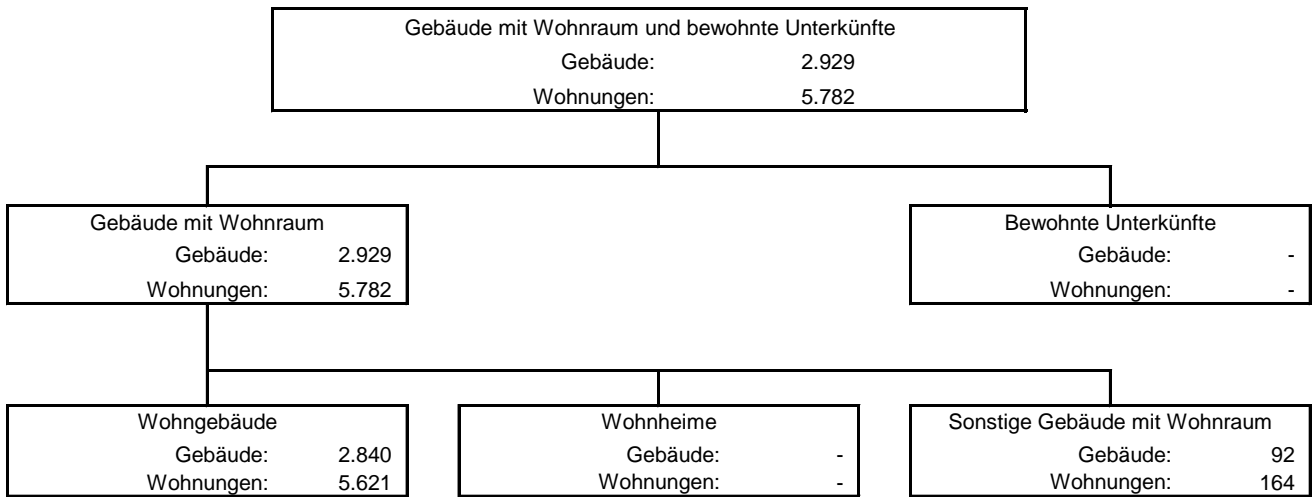 Gebäude mit Wohnraum und bewohnte Unterkünfte
Gebäude: 2.929
Wohnungen: 5.782
Gebäude mit Wohnraum
Gebäude: 2.929
Wohnungen: 5.782
Bewohnte Unterkünfte
Gebäude: -
Wohnungen: -
Wohngebäude
Gebäude: 2.840
Wohnungen: 5.621
Wohnheime
Gebäude: -
Wohnungen: -
Sonstige Gebäude mit Wohnraum
Gebäude: 92
Wohnungen: 164